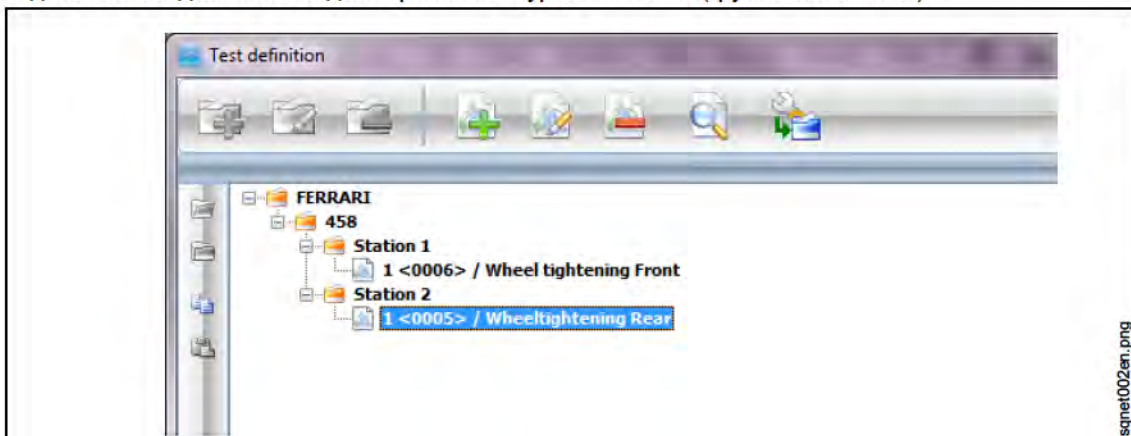 Test definition
FERRARI
458
Station 1
1 <0006> / Wheel tightening Front
Station 2
1 <0005> / Wheeltightening Rear
sqnet002en.png